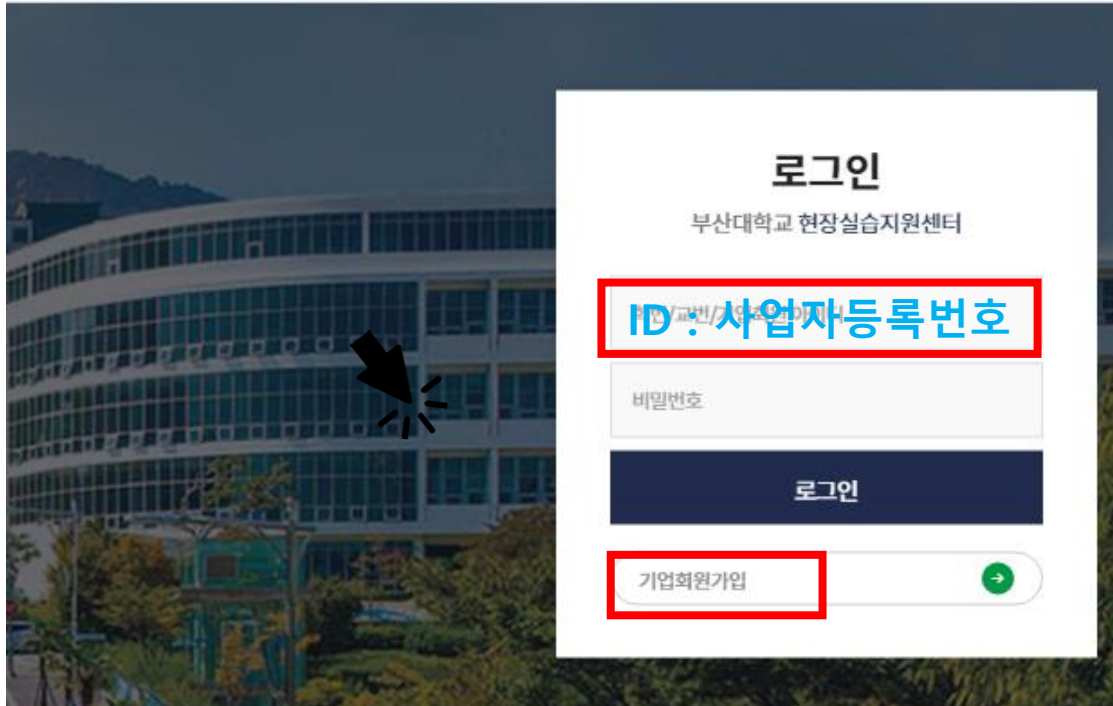 로그인
부산대학교 현장실습지원센터
ID : 사업자등록번호
비밀번호
로그인
기업회원가입